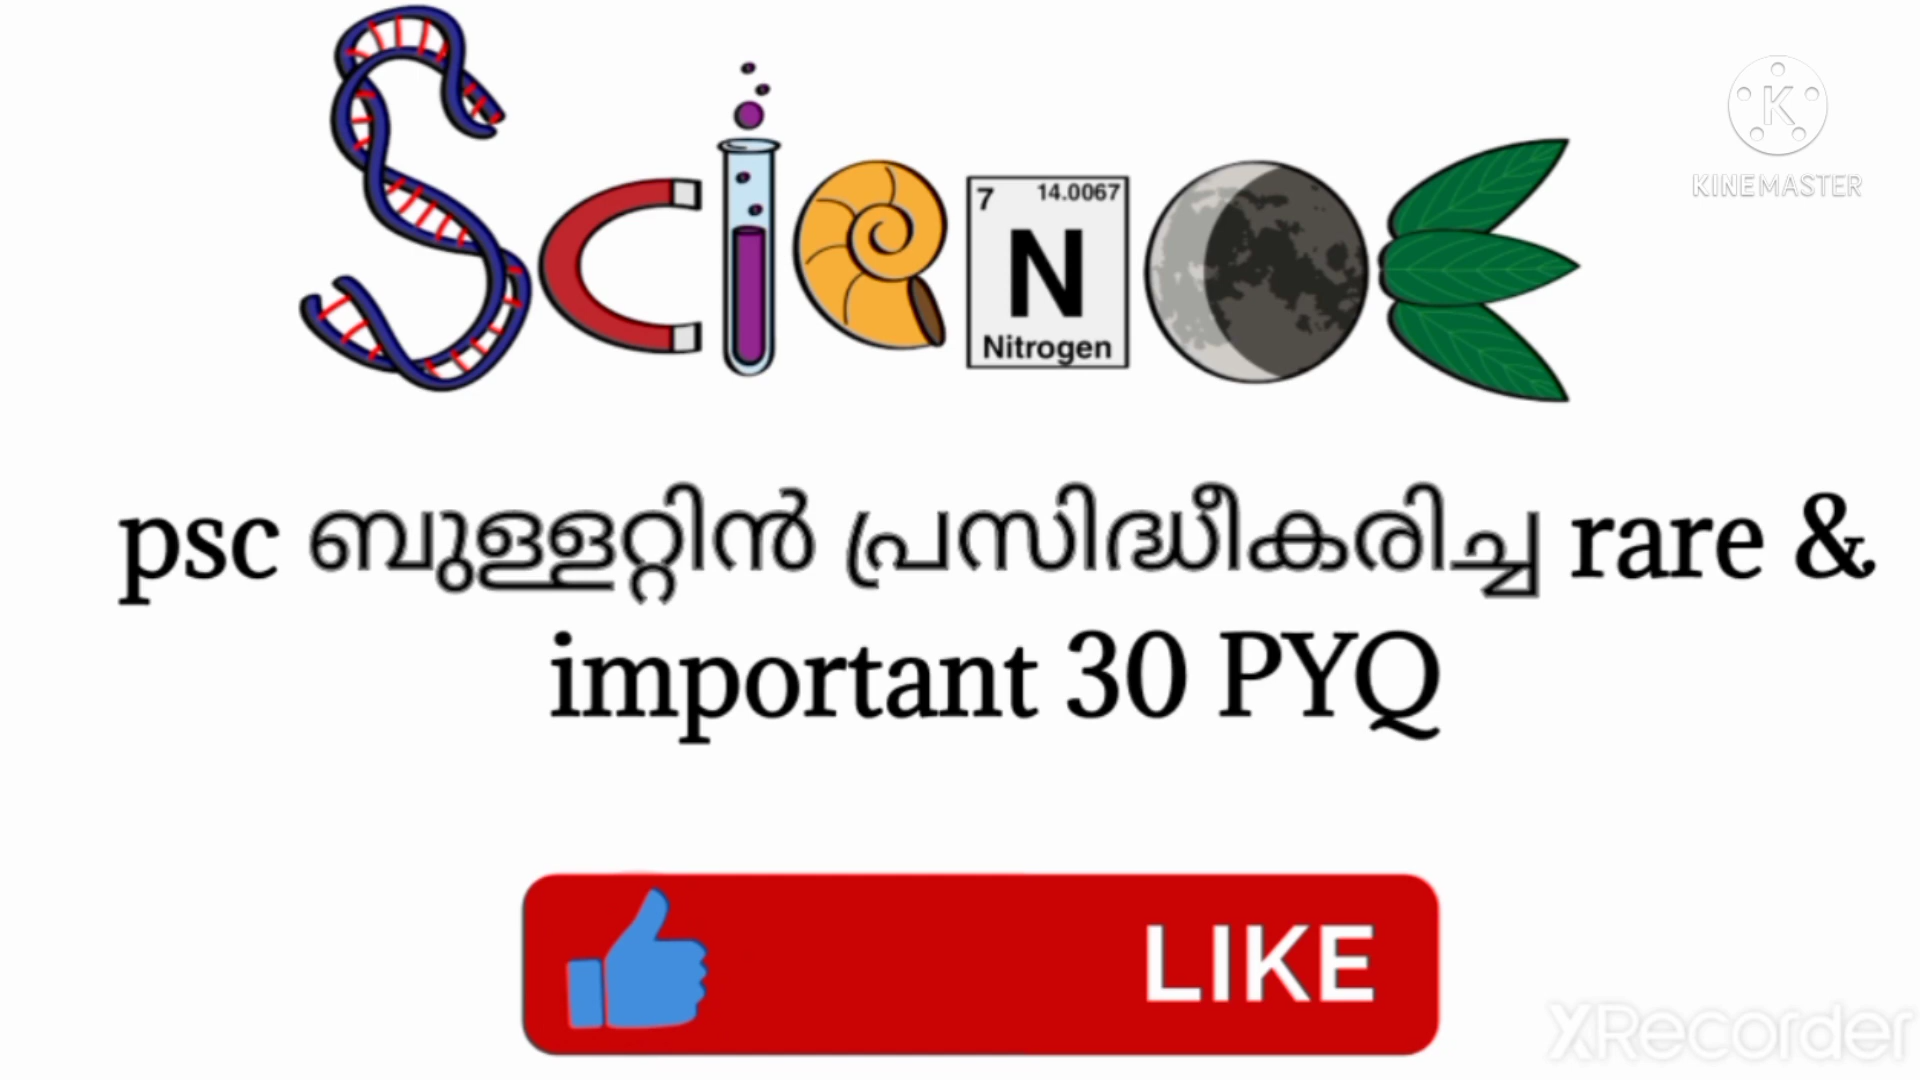 SCIENCE
7 14.0067
N
Nitrogen
K
KINEMASTER
psc ബുള്ളറ്റിൻ പ്രസിദ്ധീകരിച്ച rare &
important 30 PYQ
LIKE
XRecorder